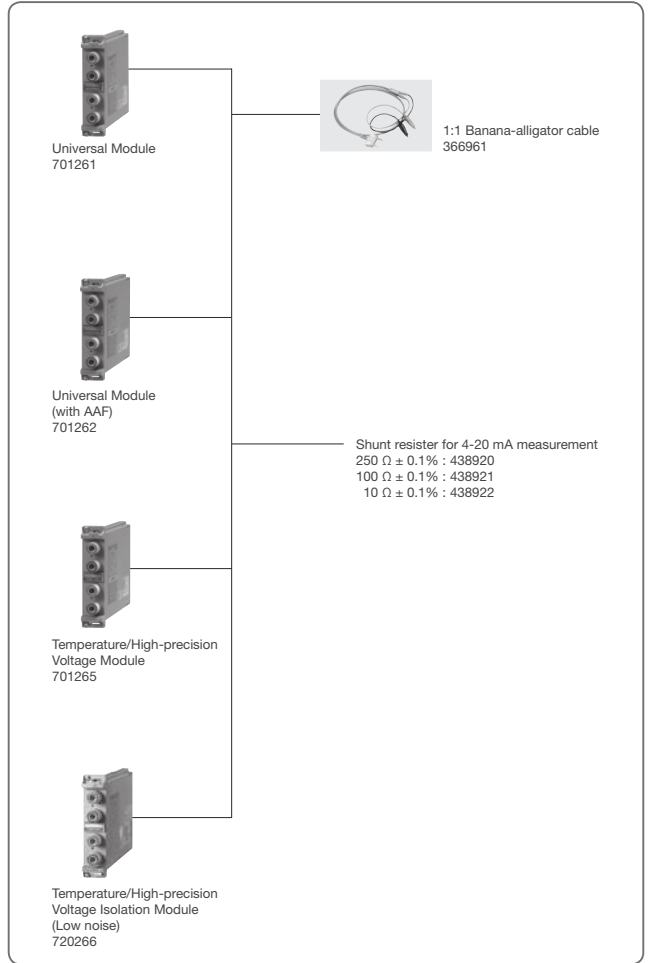 Universal Module
701261
1:1 Banana-alligator cable
366961
Universal Module
(with AAF)
701262
Shunt resister for 4-20 mA measurement
250 Ω ± 0.1% : 438920
100 Ω ± 0.1% : 438921
10 Ω ± 0.1% : 438922
Temperature/High-precision
Voltage Module
701265
Temperature/High-precision
Voltage Isolation Module
(Low noise)
720266